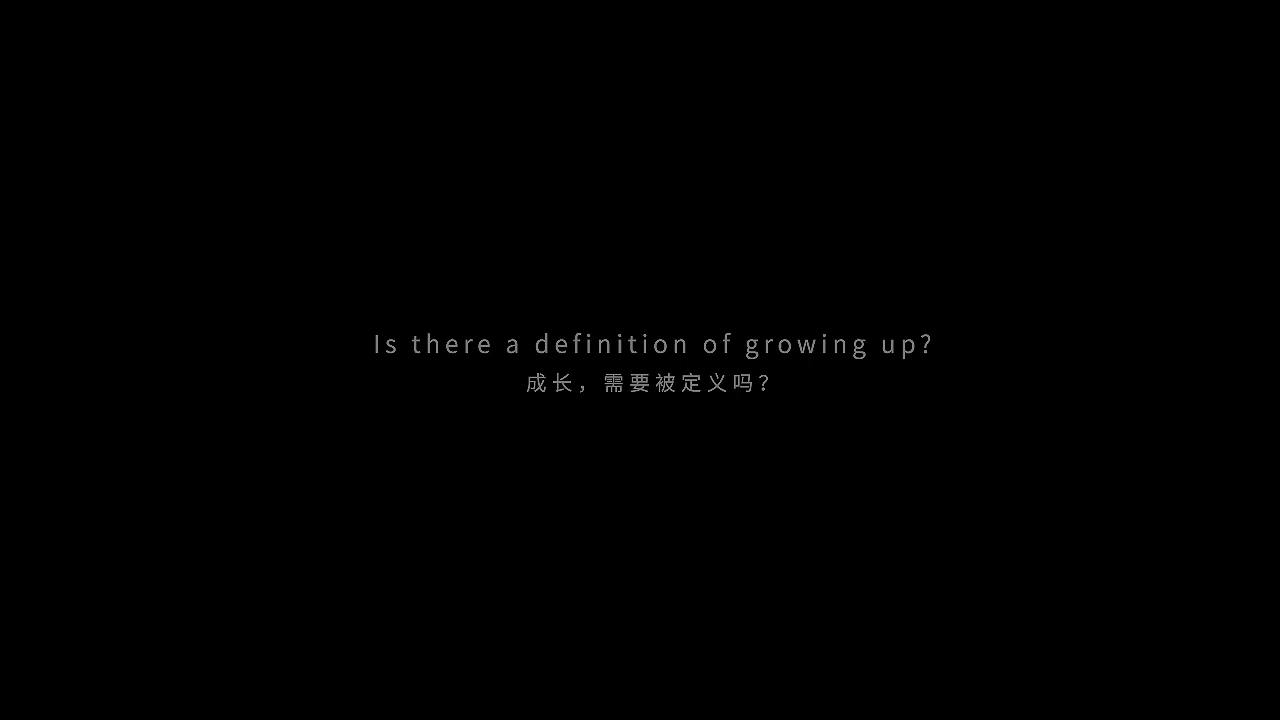 Is there a definition of growing up?
成长，需要被定义吗？